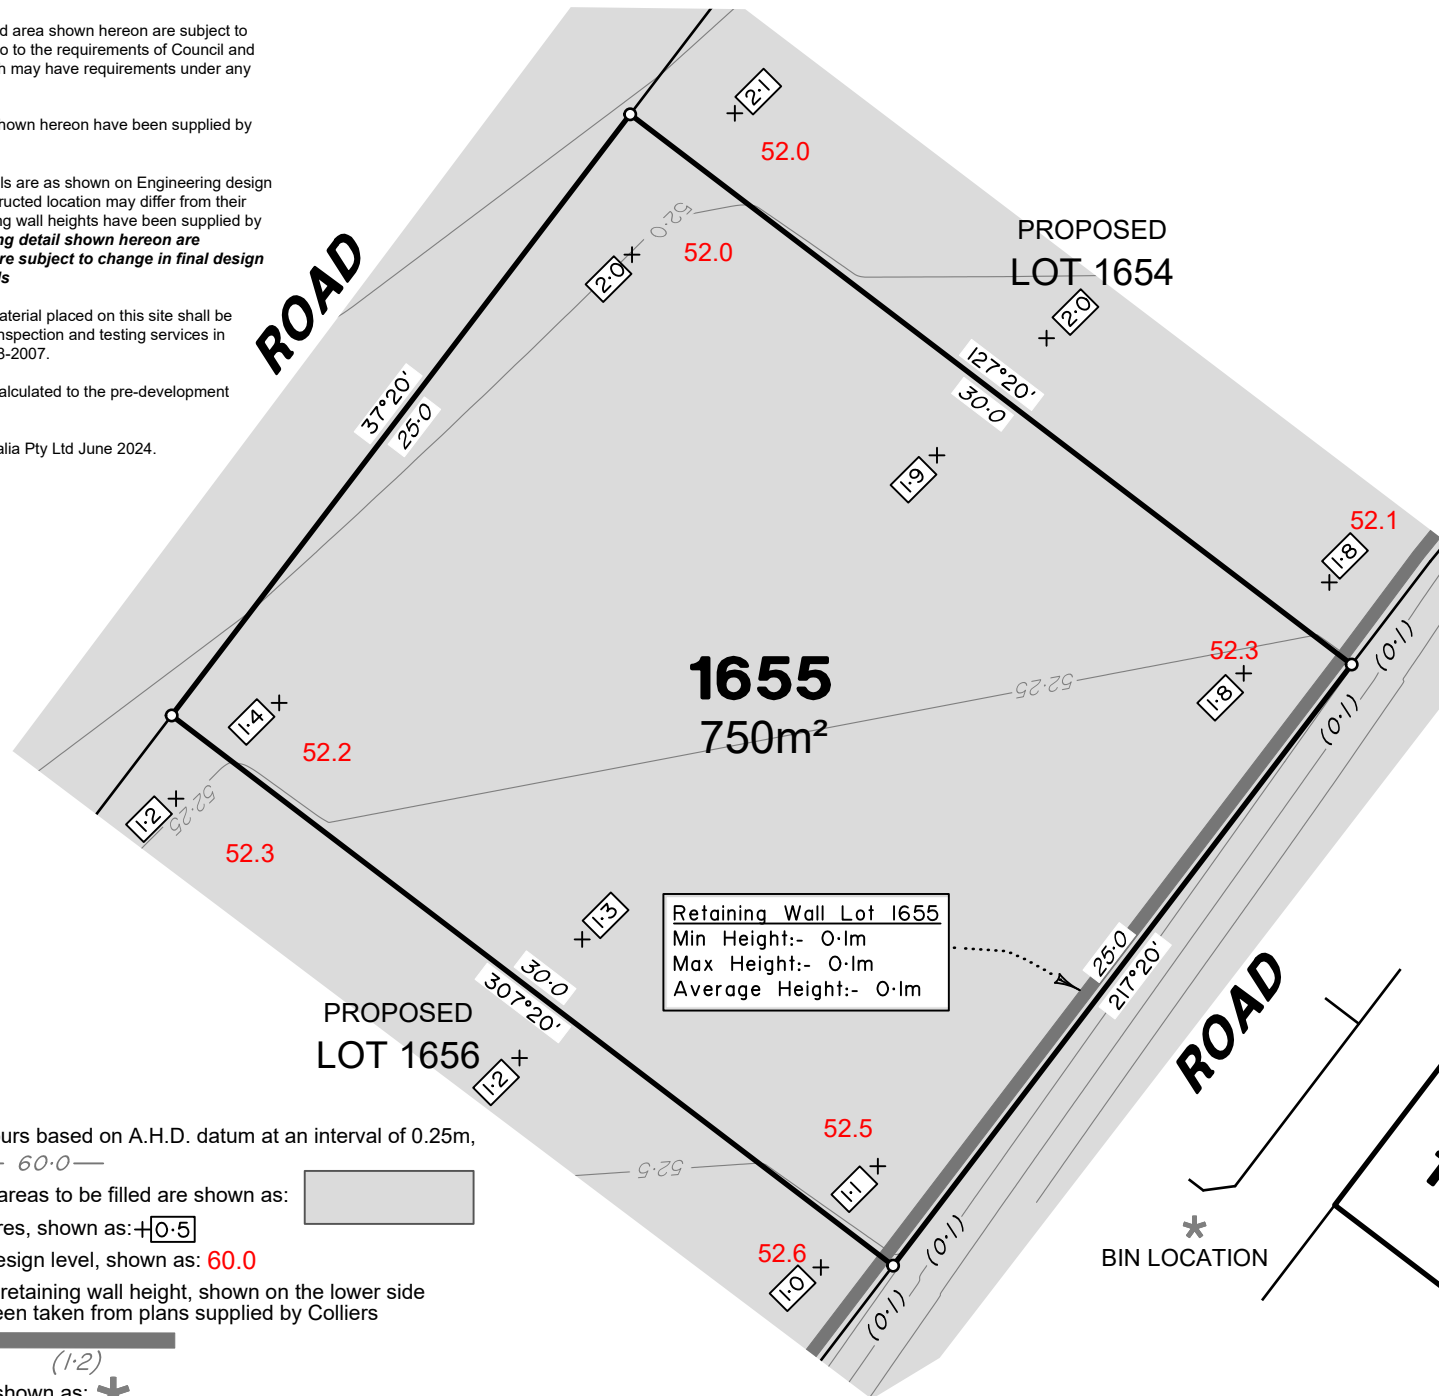 d area shown hereon are subject to
o to the requirements of Council and
h may have requirements under any
hown hereon have been supplied by
ls are as shown on Engineering design
ructed location may differ from their
ng wall heights have been supplied by
ng detail shown hereon are
re subject to change in final design
ls
aterial placed on this site shall be
nspection and testing services in
8-2007.
alculated to the pre-development
alia Pty Ltd June 2024.
2·1
52.0
52·0
52.0
2·0
PROPOSED
LOT 1654
2·0
ROAD
37°20'
25·0
127°20'
30·0
1·9
52.1
1·8
(1·0)
52.3
1·8
(1·0)
52·25
1655
750m²
1·4
52.2
1·2
52·25
52.3
1·3
Retaining Wall Lot 1655
Min Height:- 0·1m
Max Height:- 0·1m
Average Height:- 0·1m
25·0
217°20'
ROAD
30·0
307°20'
PROPOSED
LOT 1656
1·2
52.5
52·5
1·1
52.6
1·0
(1·0)
(1·0)
BIN LOCATION
urs based on A.H.D. datum at an interval of 0.25m,
60·0
areas to be filled are shown as:
res, shown as: 0·5
esign level, shown as: 60.0
retaining wall height, shown on the lower side
een taken from plans supplied by Colliers
(1·2)
shown as: